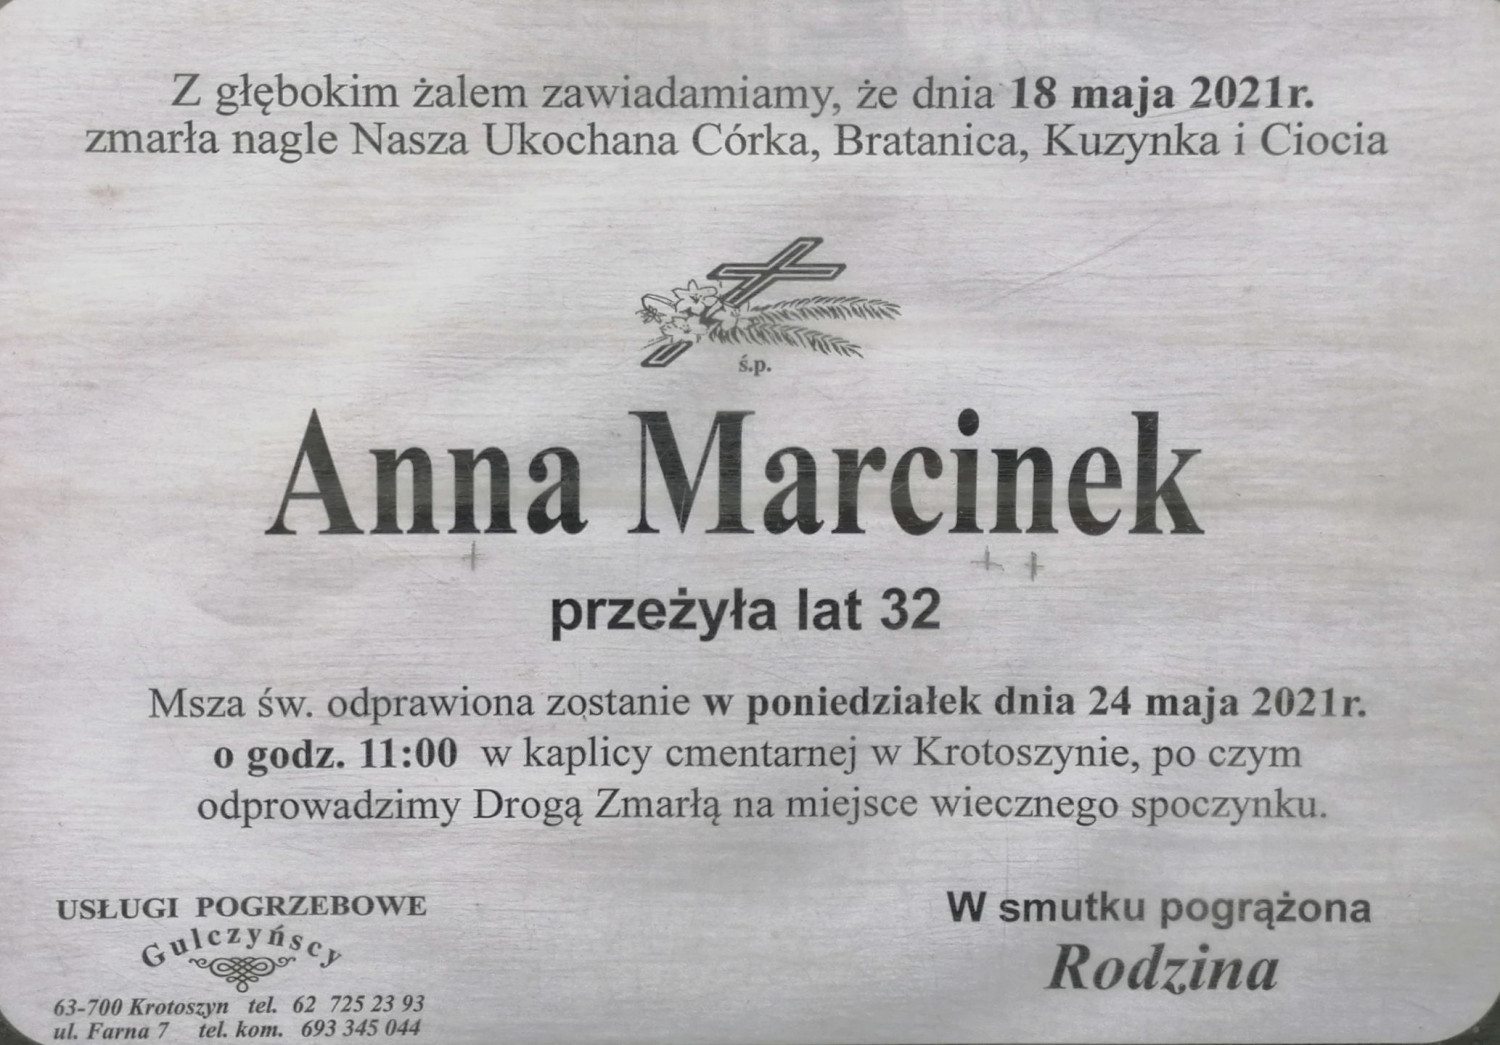 Z głębokim żalem zawiadamiamy, że dnia 18 maja 2021r.
zmarła nagle Nasza Ukochana Córka, Bratanica, Kuzynka i Ciocia
ś.p.
Anna Marcinek
przeżyła lat 32
Msza św. odprawiona zostanie w poniedziałek dnia 24 maja 2021r.
o godz. 11:00 w kaplicy cmentarnej w Krotoszynie, po czym
odprowadzimy Drogą Zmarłą na miejsce wiecznego spoczynku.
W smutku pogrążona
Rodzina
USŁUGI POGRZEBOWE
Gulczyńscy
63-700 Krotoszyn tel. 62 725 23 93
ul. Farna 7 tel. kom. 693 345 044